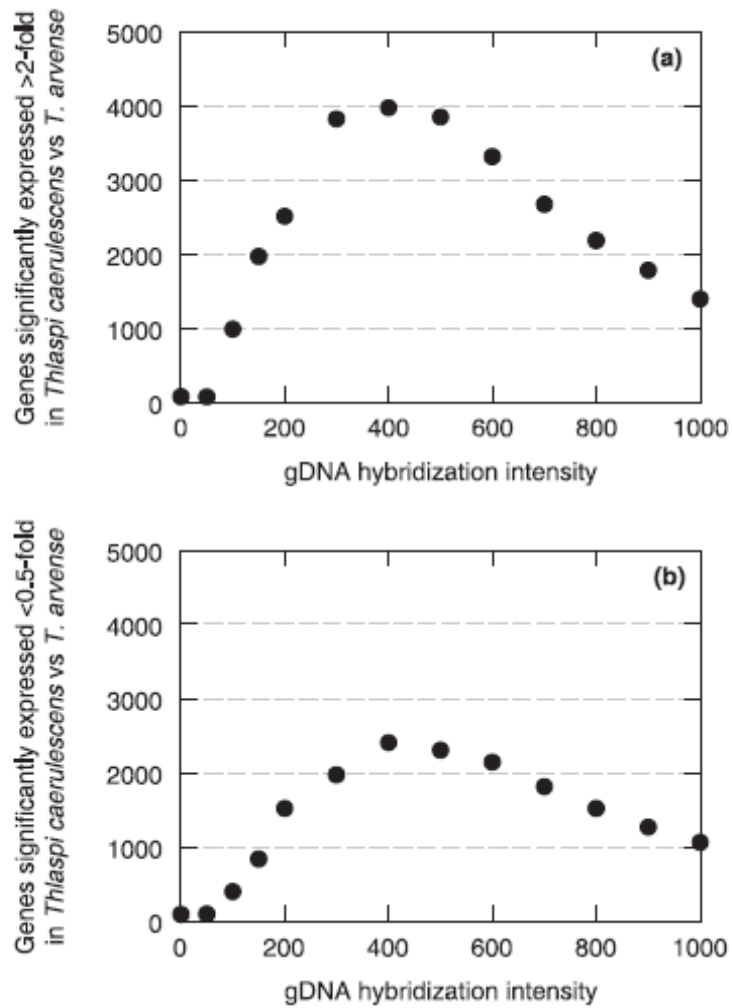 Genes significantly expressed >2-fold
in Thlaspi caerulescens vs T. arvense
(a)
5000
4000
3000
2000
1000
0
0 200 400 600 800 1000
gDNA hybridization intensity
Genes significantly expressed <0.5-fold
in Thlaspi caerulescens vs T. arvense
(b)
5000
4000
3000
2000
1000
0
0 200 400 600 800 1000
gDNA hybridization intensity